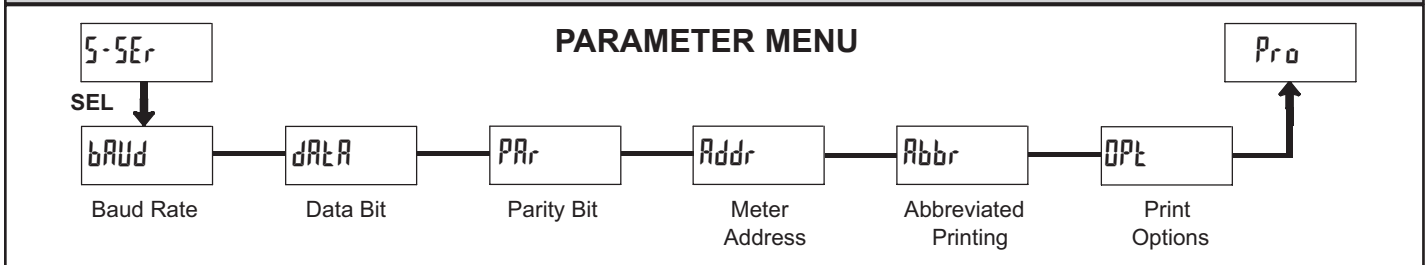 PARAMETER MENU
5-5Er
Pro
SEL
bAUd
dAtA
PAr
Addr
Abbr
OPt
Baud Rate
Data Bit
Parity Bit
Meter
Address
Abbreviated
Printing
Print
Options